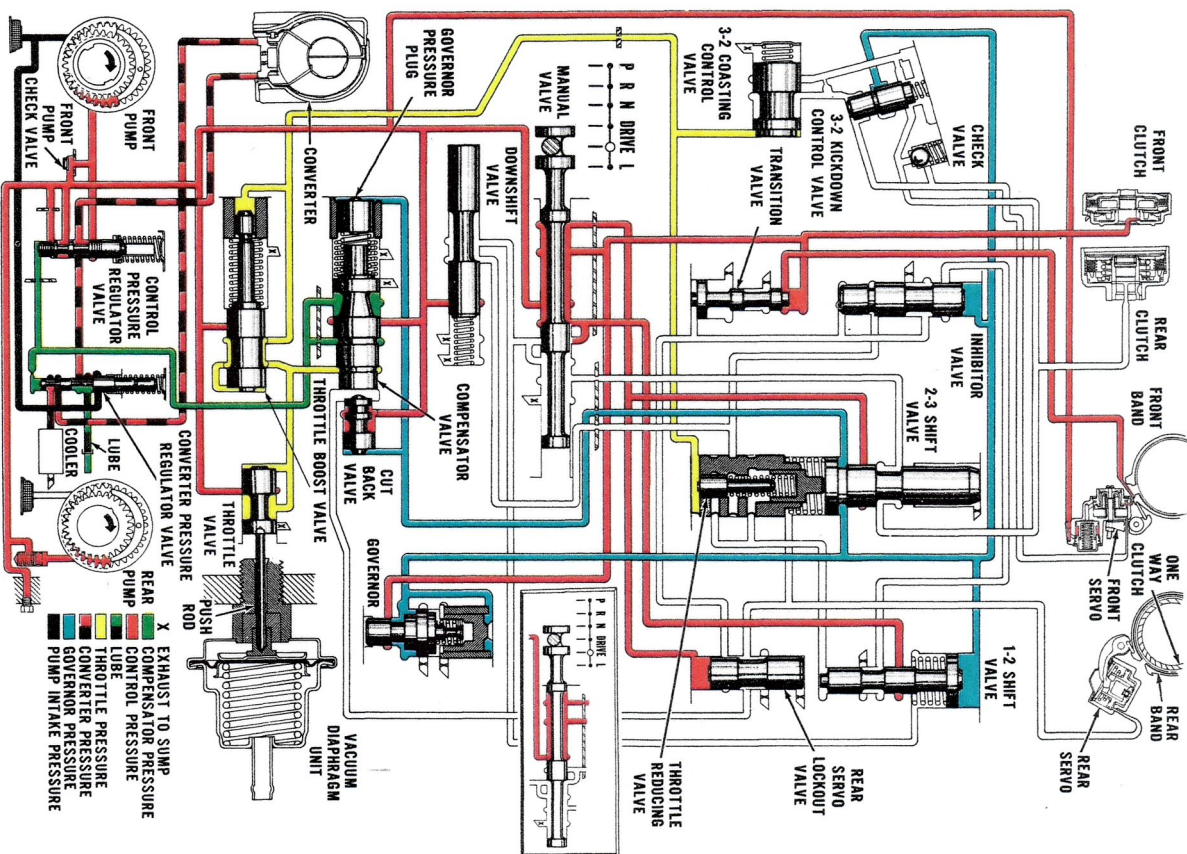 FRONT
PUMP
FRONT
PUMP
CHECK VALVE
CONVERTER
GOVERNOR
PRESSURE
PLUG
MANUAL
VALVE
P R N DRIVE L
DOWNSHIFT
VALVE
3-2 COASTING
CONTROL
VALVE
3-2 KICKDOWN
CONTROL VALVE
CHECK
VALVE
TRANSITION
VALVE
FRONT
CLUTCH
REAR
CLUTCH
FRONT
BAND
INHIBITOR
VALVE
2-3 SHIFT
VALVE
CONTROL
PRESSURE
REGULATOR
VALVE
COMPENSATOR
VALVE
THROTTLE BOOST VALVE
CUT
BACK
VALVE
LUBE
COOLER
CONVERTER PRESSURE
REGULATOR VALVE
THROTTLE
VALVE
REAR
PUMP
PUSH
ROD
GOVERNOR
VACUUM
DIAPHRAGM
UNIT
P R N DRIVE L
THROTTLE
REDUCING
VALVE
REAR
SERVO
LOCKOUT
VALVE
1-2 SHIFT
VALVE
FRONT
SERVO
ONE
WAY
CLUTCH
REAR BAND
REAR
SERVO
X EXHAUST TO SUMP
COMPENSATOR PRESSURE
CONTROL PRESSURE
LUBE
THROTTLE PRESSURE
CONVERTER PRESSURE
GOVERNOR PRESSURE
PUMP INTAKE PRESSURE
X
X
X
X
X
X
X
X
X